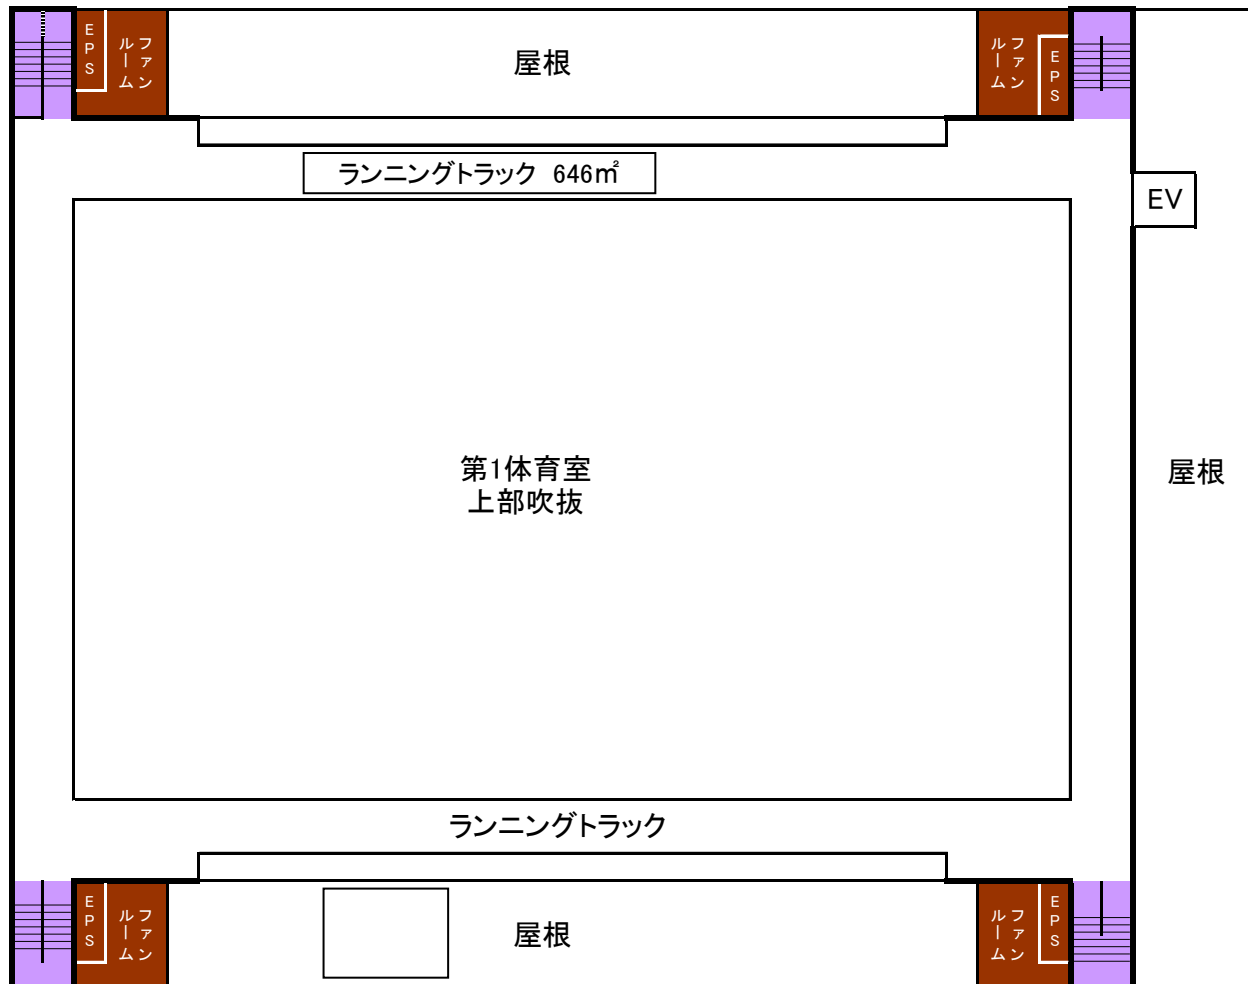 EPS
ファン
ルーム
屋根
ファン
ルーム
EPS
ランニングトラック 646㎡
EV
第1体育室
上部吹抜
屋根
ランニングトラック
EPS
ファン
ルーム
屋根
ファン
ルーム
EPS